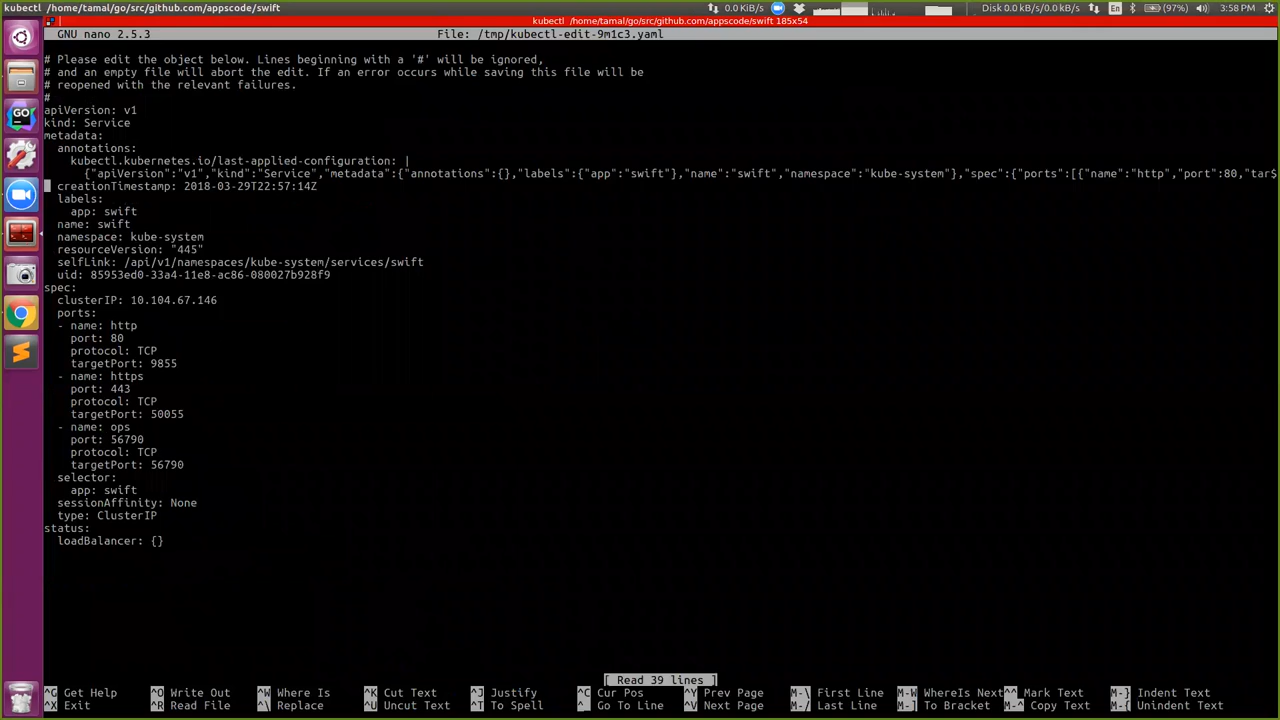 kubectl /home/tamal/go/src/github.com/appscode/swift
0.0 KiB/s
Disk 0.0 kB/s0.0 kB/s
En
(97%)
3:58 PM
kubectl /home/tamal/go/src/github.com/appscode/swift 185x54
GNU nano 2.5.3 File: /tmp/kubectl-edit-9m1c3.yaml
# Please edit the object below. Lines beginning with a '#' will be ignored,
# and an empty file will abort the edit. If an error occurs while saving this file will be
# reopened with the relevant failures.
#
apiVersion: v1
kind: Service
metadata:
  annotations:
    kubectl.kubernetes.io/last-applied-configuration: |
      {"apiVersion":"v1","kind":"Service","metadata":{"annotations":{},"labels":{"app":"swift"},"name":"swift","namespace":"kube-system"},"spec":{"ports":[{"name":"http","port":80,"tar$
  creationTimestamp: 2018-03-29T22:57:14Z
  labels:
    app: swift
  name: swift
  namespace: kube-system
  resourceVersion: "445"
  selfLink: /api/v1/namespaces/kube-system/services/swift
  uid: 85953ed0-33a4-11e8-ac86-080027b928f9
spec:
  clusterIP: 10.104.67.146
  ports:
  - name: http
    port: 80
    protocol: TCP
    targetPort: 9855
  - name: https
    port: 443
    protocol: TCP
    targetPort: 50055
  - name: ops
    port: 56790
    protocol: TCP
    targetPort: 56790
  selector:
    app: swift
  sessionAffinity: None
  type: ClusterIP
status:
  loadBalancer: {}
GO
[ Read 39 lines ]
^G Get Help ^O Write Out ^W Where Is ^K Cut Text ^J Justify ^C Cur Pos ^Y Prev Page M-\ First Line M-W WhereIs Next ^^ Mark Text M-} Indent Text
^X Exit ^R Read File ^\ Replace ^U Uncut Text ^T To Spell ^_ Go To Line ^V Next Page M-/ Last Line M-] To Bracket M-^ Copy Text M-{ Unindent Text